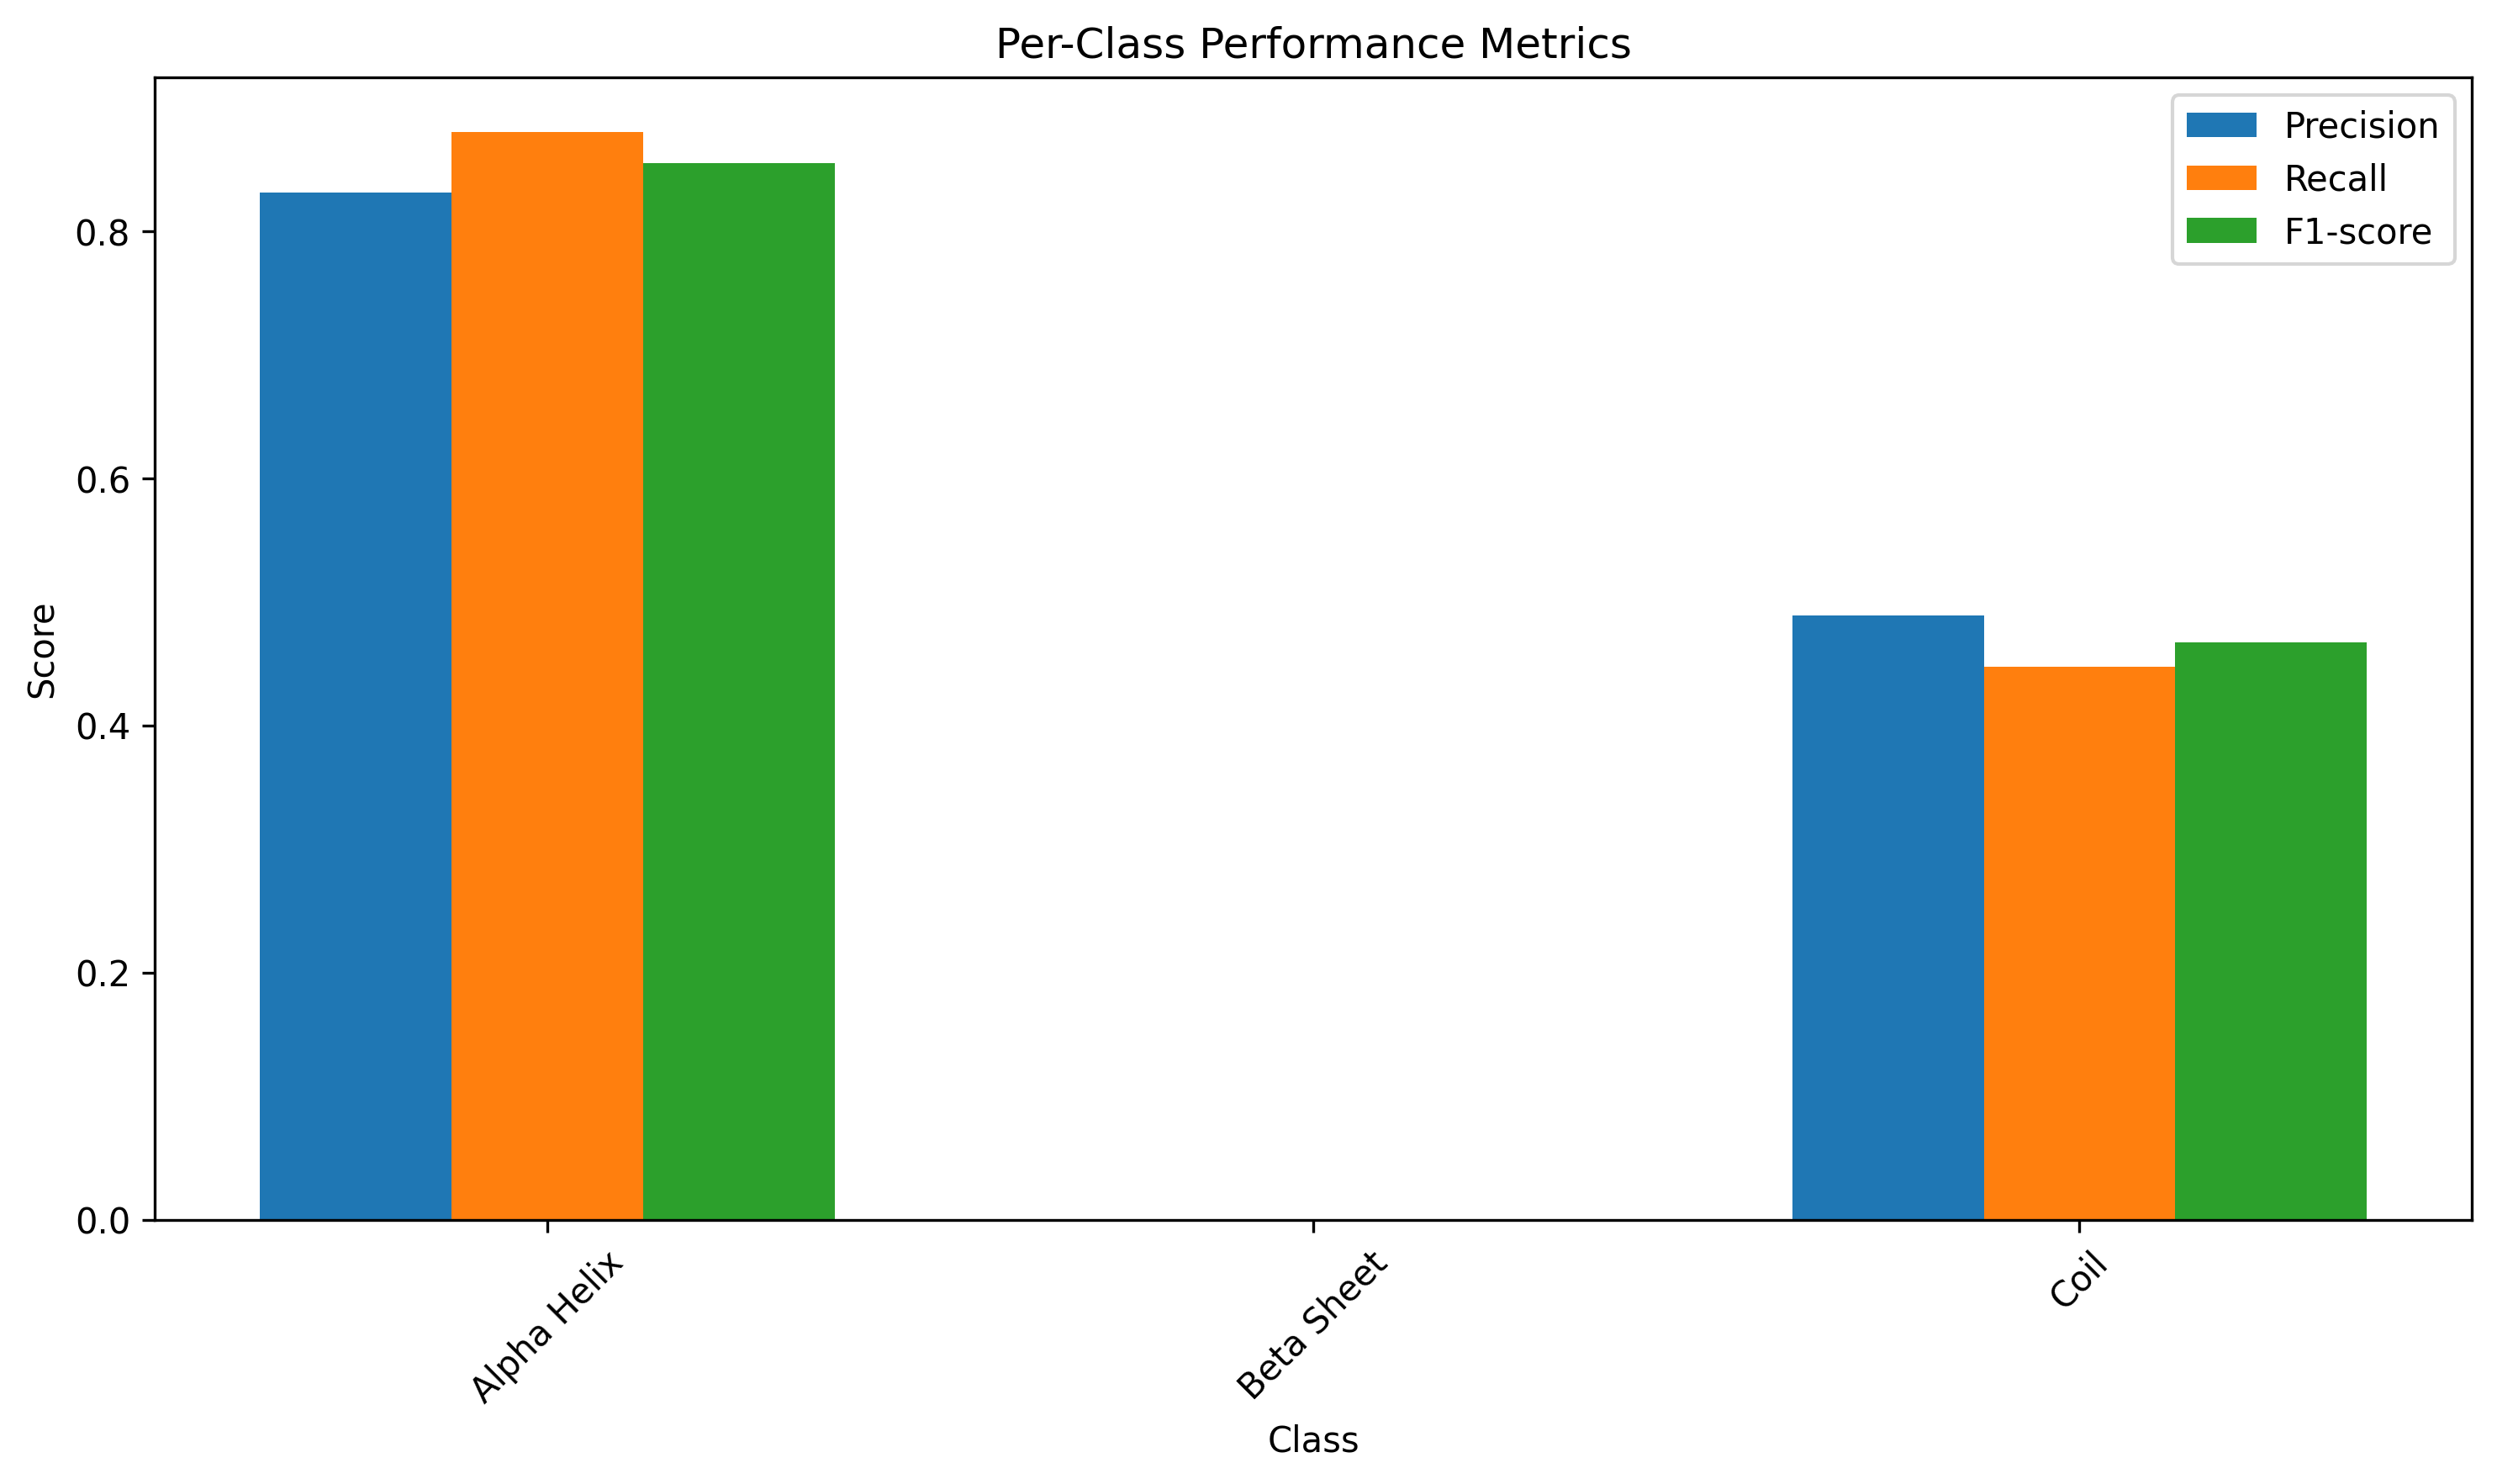 Per-Class Performance Metrics
Precision
Recall
F1-score
Score
0.8
0.6
0.4
0.2
0.0
Alpha Helix
Beta Sheet
Coil
Class